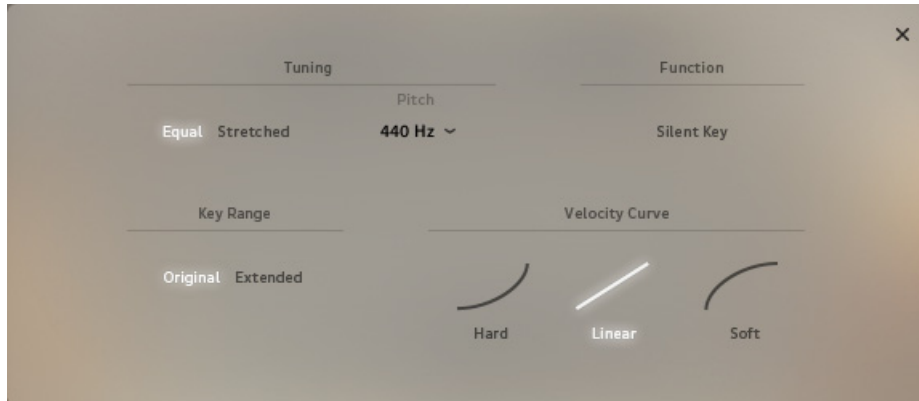 Tuning
Function
Pitch
Equal Stretched
440 Hz
Silent Key
Key Range
Velocity Curve
Original Extended
Hard
Linear
Soft